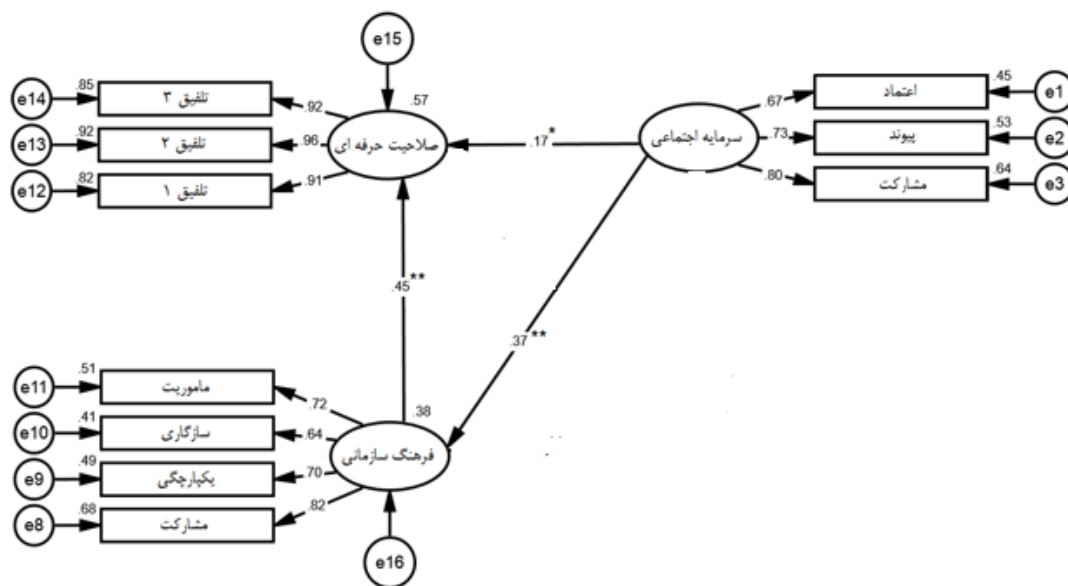 e15
.57
صلاحیت حرفه ای
e14
.85
تلفیق ۳
.92
e13
.92
تلفیق ۲
.96
e12
.82
تلفیق ۱
.91
سرمایه اجتماعی
.17*
.67
اعتماد
.45
e1
.73
پیوند
.53
e2
.80
مشارکت
.64
e3
.45**
.37**
e11
.51
ماموریت
.72
e10
.41
سازگاری
.64
e9
.49
یکپارچگی
.70
e8
.68
مشارکت
.82
.38
فرهنگ سازمانی
e16